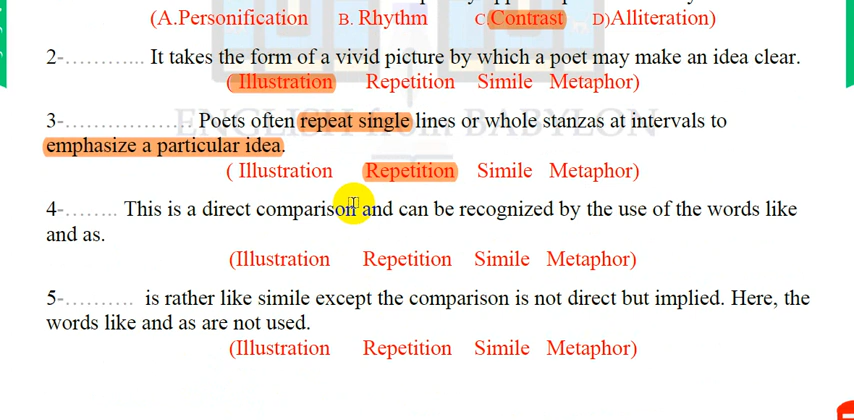 (A.Personification B. Rhythm C.Contrast D)Alliteration)
2-………… It takes the form of a vivid picture by which a poet may make an idea clear.
( Illustration Repetition Simile Metaphor)
ENGLISH from BABYLON
3-……………… Poets often repeat single lines or whole stanzas at intervals to
emphasize a particular idea.
( Illustration Repetition Simile Metaphor)
4-…….. This is a direct comparison and can be recognized by the use of the words like
and as.
(Illustration Repetition Simile Metaphor)
5-………. is rather like simile except the comparison is not direct but implied. Here, the
words like and as are not used.
(Illustration Repetition Simile Metaphor)